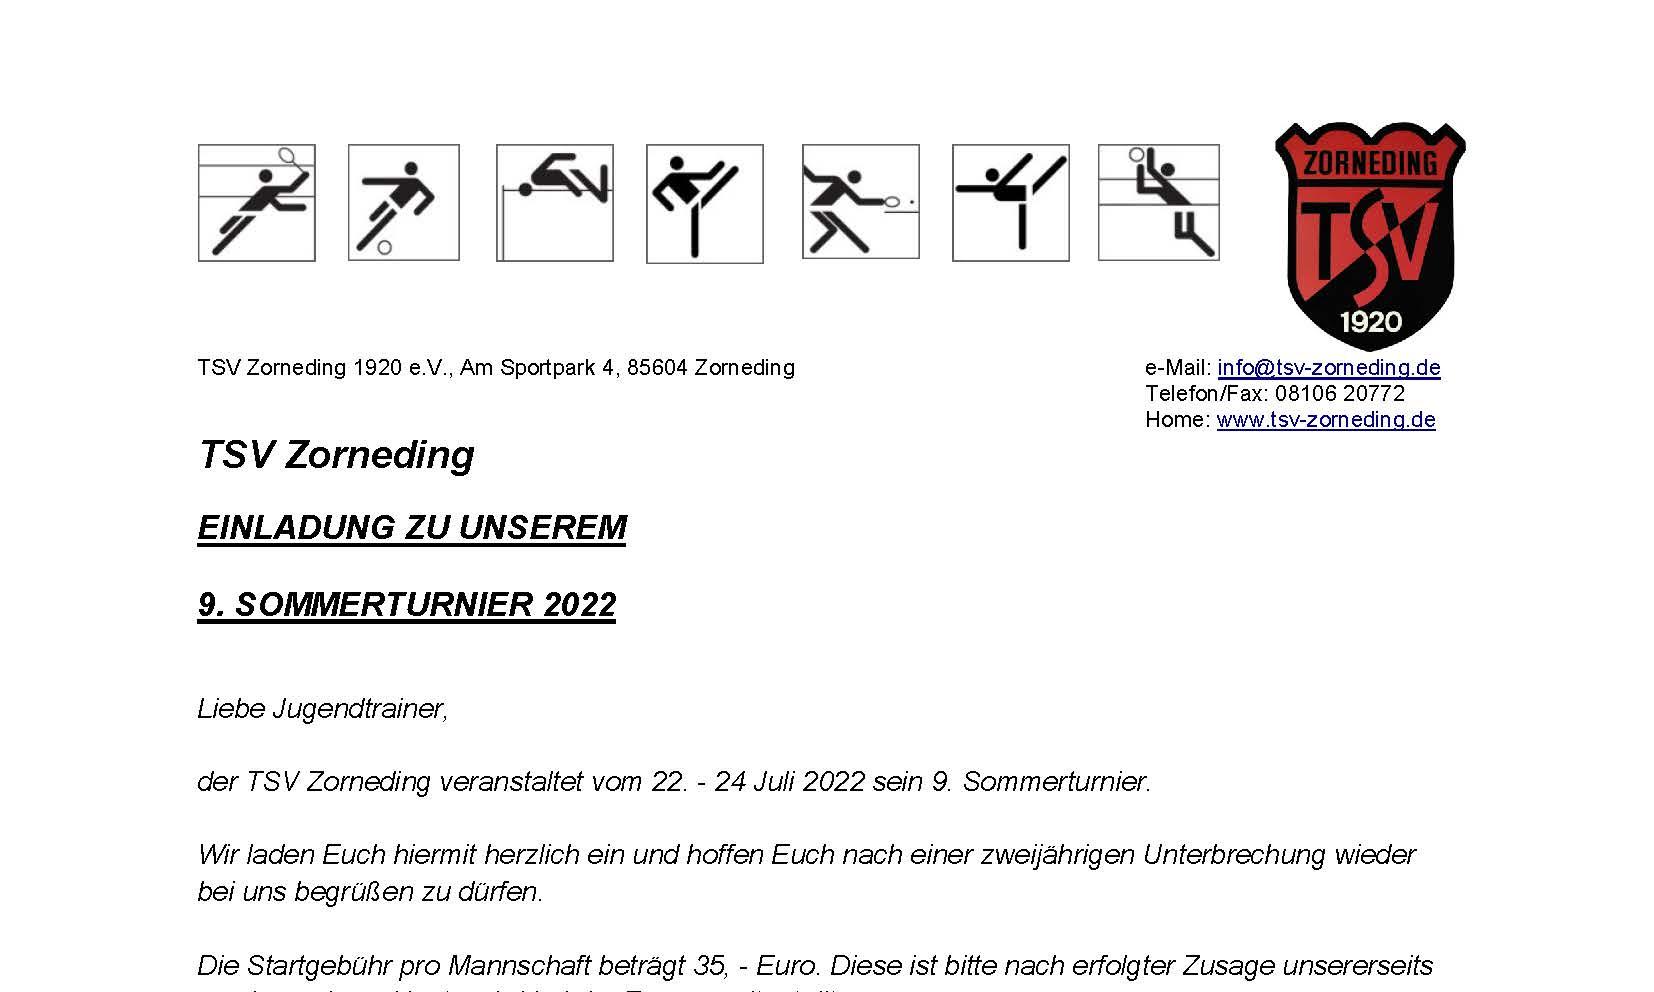 ZORNEDING
TSV
1920
TSV Zorneding 1920 e.V., Am Sportpark 4, 85604 Zorneding
e-Mail: info@tsv-zorneding.de
Telefon/Fax: 08106 20772
Home: www.tsv-zorneding.de
TSV Zorneding
EINLADUNG ZU UNSEREM
9. SOMMERTURNIER 2022
Liebe Jugendtrainer,
der TSV Zorneding veranstaltet vom 22. - 24 Juli 2022 sein 9. Sommerturnier.
Wir laden Euch hiermit herzlich ein und hoffen Euch nach einer zweijährigen Unterbrechung wieder
bei uns begrüßen zu dürfen.
Die Startgebühr pro Mannschaft beträgt 35, - Euro. Diese ist bitte nach erfolgter Zusage unsererseits